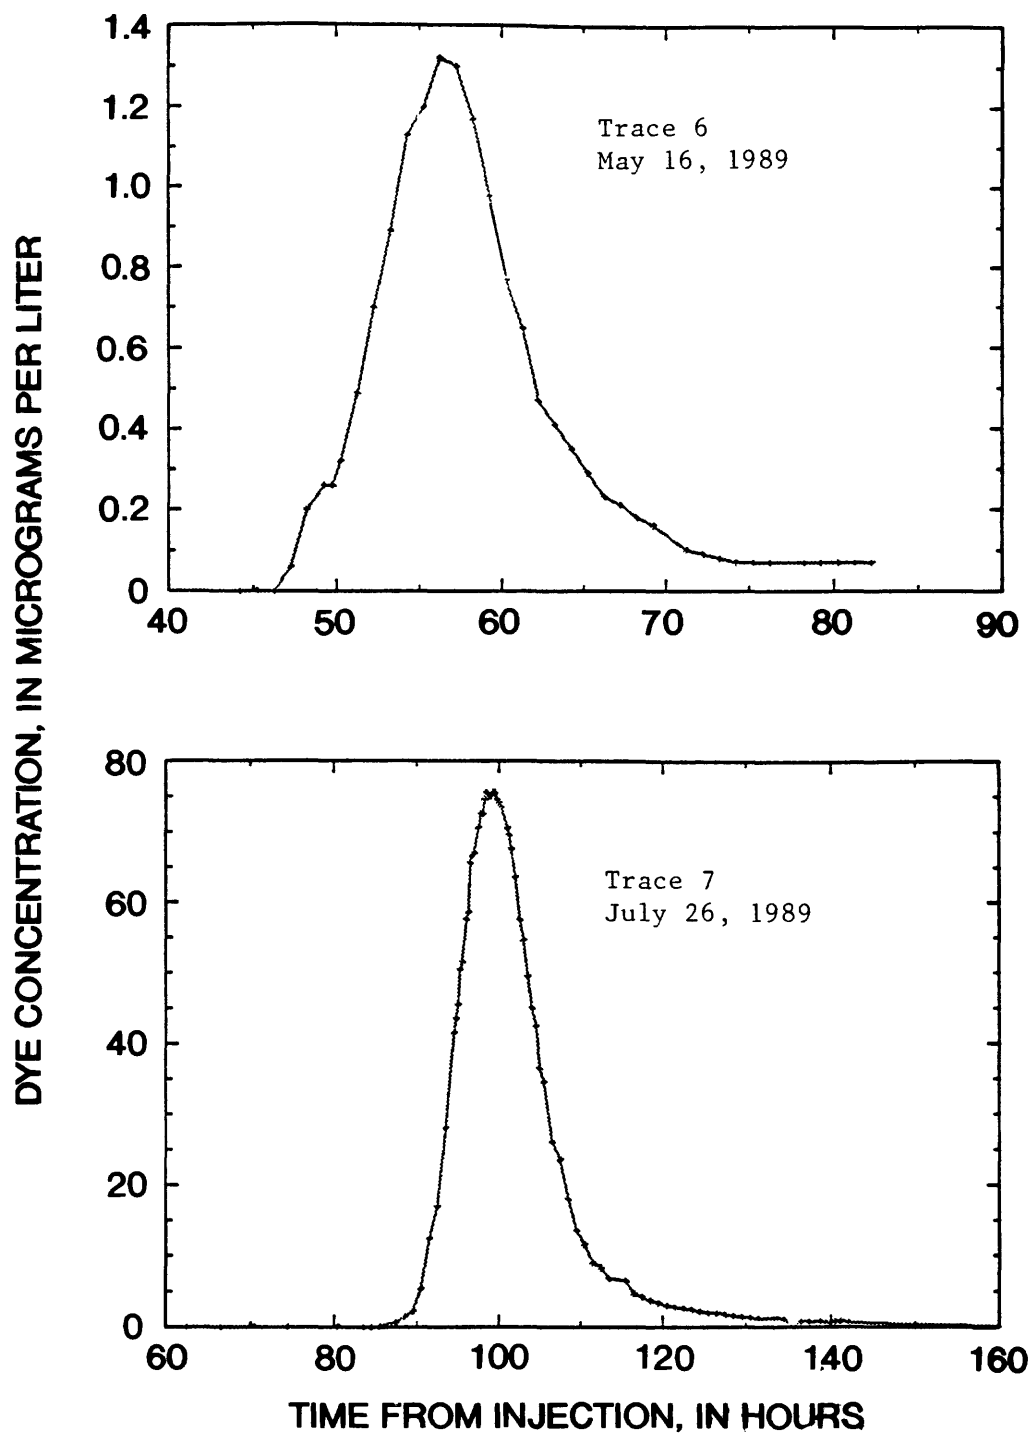 DYE CONCENTRATION, IN MICROGRAMS PER LITER
1.4
1.2
1.0
0.8
0.6
0.4
0.2
0
40 50 60 70 80 90
Trace 6
May 16, 1989
80
60
40
20
0
60 80 100 120 140 160
Trace 7
July 26, 1989
TIME FROM INJECTION, IN HOURS